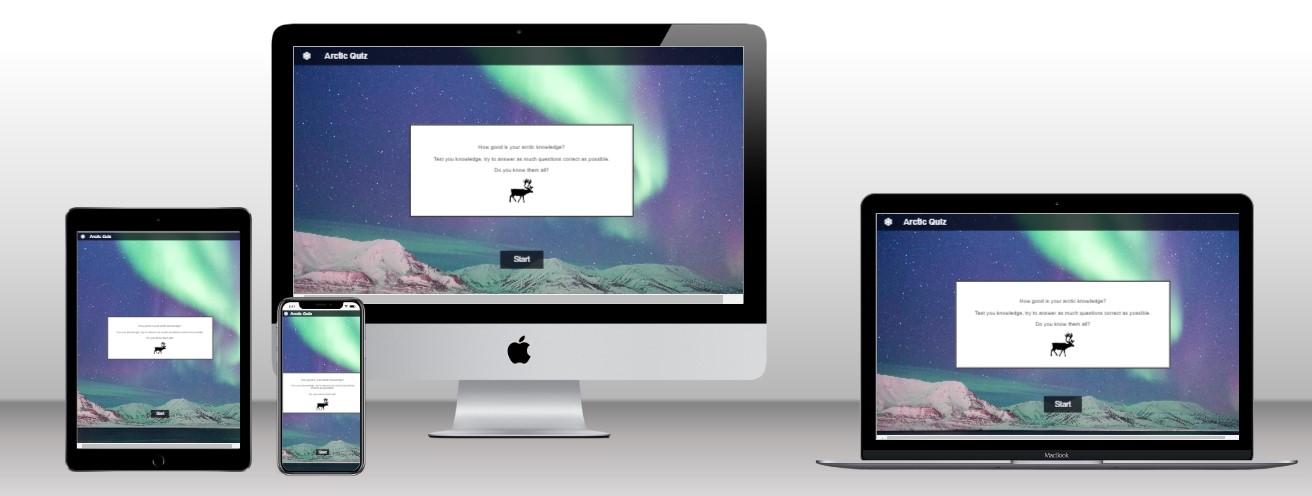 Arctic Quiz
How good is your arctic knowledge?
Test you knowledge, try to answer as much questions correct as possible.
Do you know them all?
Start
Arctic Quiz
Start
Arctic Quiz
Start
Arctic Quiz
How good is your arctic knowledge?
Test you knowledge, try to answer as much questions correct as possible.
Do you know them all?
Start
MacBook